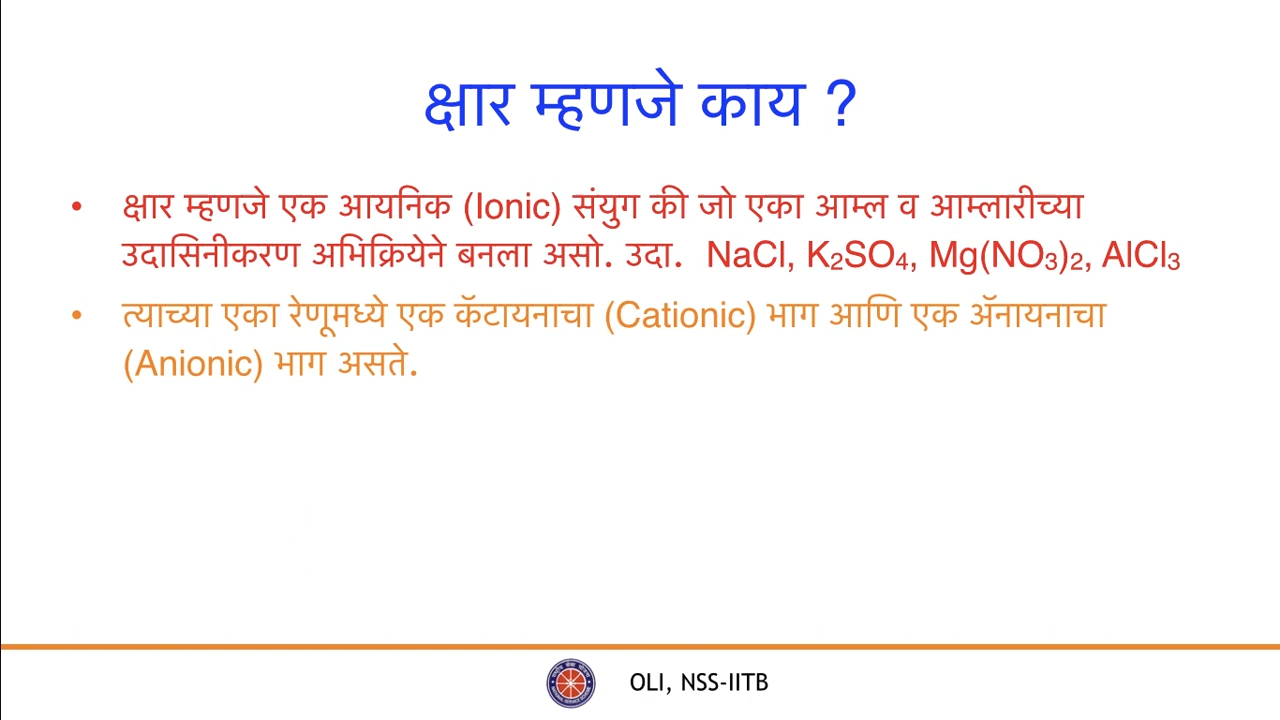 क्षार म्हणजे काय ?
• क्षार म्हणजे एक आयनिक (Ionic) संयुग की जो एका आम्ल व आम्लारीच्या
उदासिनीकरण अभिक्रियेने बनला असो. उदा. NaCl, K₂SO₄, Mg(NO₃)₂, AlCl₃
• त्याच्या एका रेणूमध्ये एक कॅटायनाचा (Cationic) भाग आणि एक ॲनायनाचा
(Anionic) भाग असते.
OLI, NSS-IITB